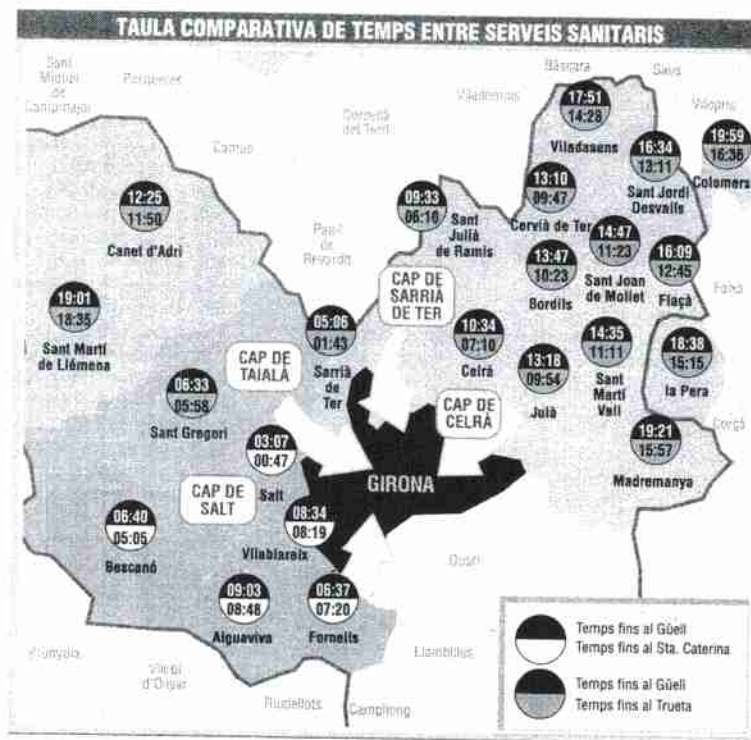 TAULA COMPARATIVA DE TEMPS ENTRE SERVEIS SANITARIS
Sant
Miquel
de
Campmajor
Porqueres
Camós
Cornellà
del Terri
Vilademuls
Bàscara
Saus
Vilopriu
17:51
14:28
Viladasens
16:34
13:11
Sant Jordi
Desvalls
19:59
16:36
Colomers
12:25
11:50
Canet d'Adri
09:33
06:10
Sant
Julià
de Ramis
13:10
09:47
Cervià de Ter
14:47
11:23
Sant Joan
de Mollet
13:47
10:23
Bordils
16:09
12:45
Flaçà
Palol
de Revardit
CAP DE
SARRIÀ
DE TER
19:01
18:35
Sant Martí
de Llémena
05:06
01:43
Sarrià
de
Ter
CAP DE
TAIALÀ
10:34
07:10
Celrà
14:35
11:11
Sant
Martí
Vell
18:38
15:15
la Pera
13:18
09:54
Juià
06:33
05:58
Sant Gregori
CAP DE
CELRÀ
Corçà
03:07
00:47
Salt
19:21
15:57
Madremanya
GIRONA
CAP DE
SALT
06:40
05:05
Bescanó
08:34
08:19
Vilablareix
Quart
09:03
08:48
Aiguaviva
06:37
07:20
Fornells
Llambilles
Vilobí
d'Onyar
Riudellots
Campllong
Temps fins al Güell
Temps fins al Sta. Caterina
Temps fins al Güell
Temps fins al Trueta